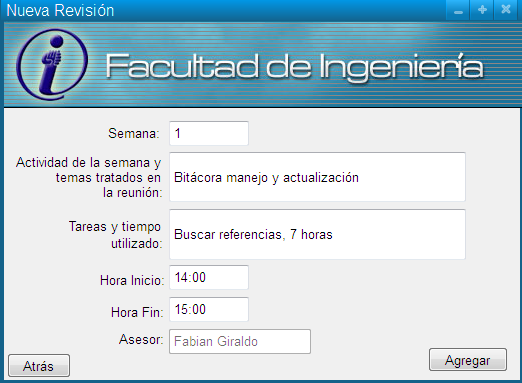 Nueva Revisión
Facultad de Ingeniería
Semana: 1
Actividad de la semana y
temas tratados en
la reunión:
Bitácora manejo y actualización
Tareas y tiempo
utilizado:
Buscar referencias, 7 horas
Hora Inicio: 14:00
Hora Fin: 15:00
Asesor: Fabian Giraldo
Atrás
Agregar